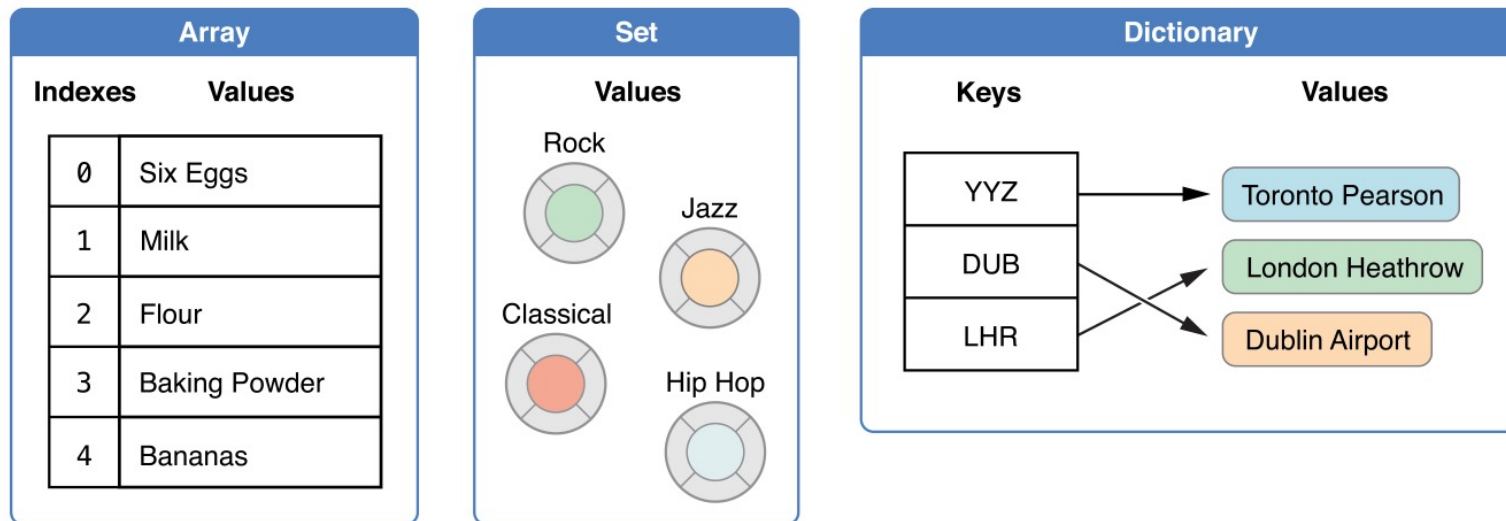 Array
Indexes Values
0 Six Eggs
1 Milk
2 Flour
3 Baking Powder
4 Bananas
Set
Values
Rock
Jazz
Classical
Hip Hop
Dictionary
Keys Values
YYZ Toronto Pearson
DUB London Heathrow
LHR Dublin Airport